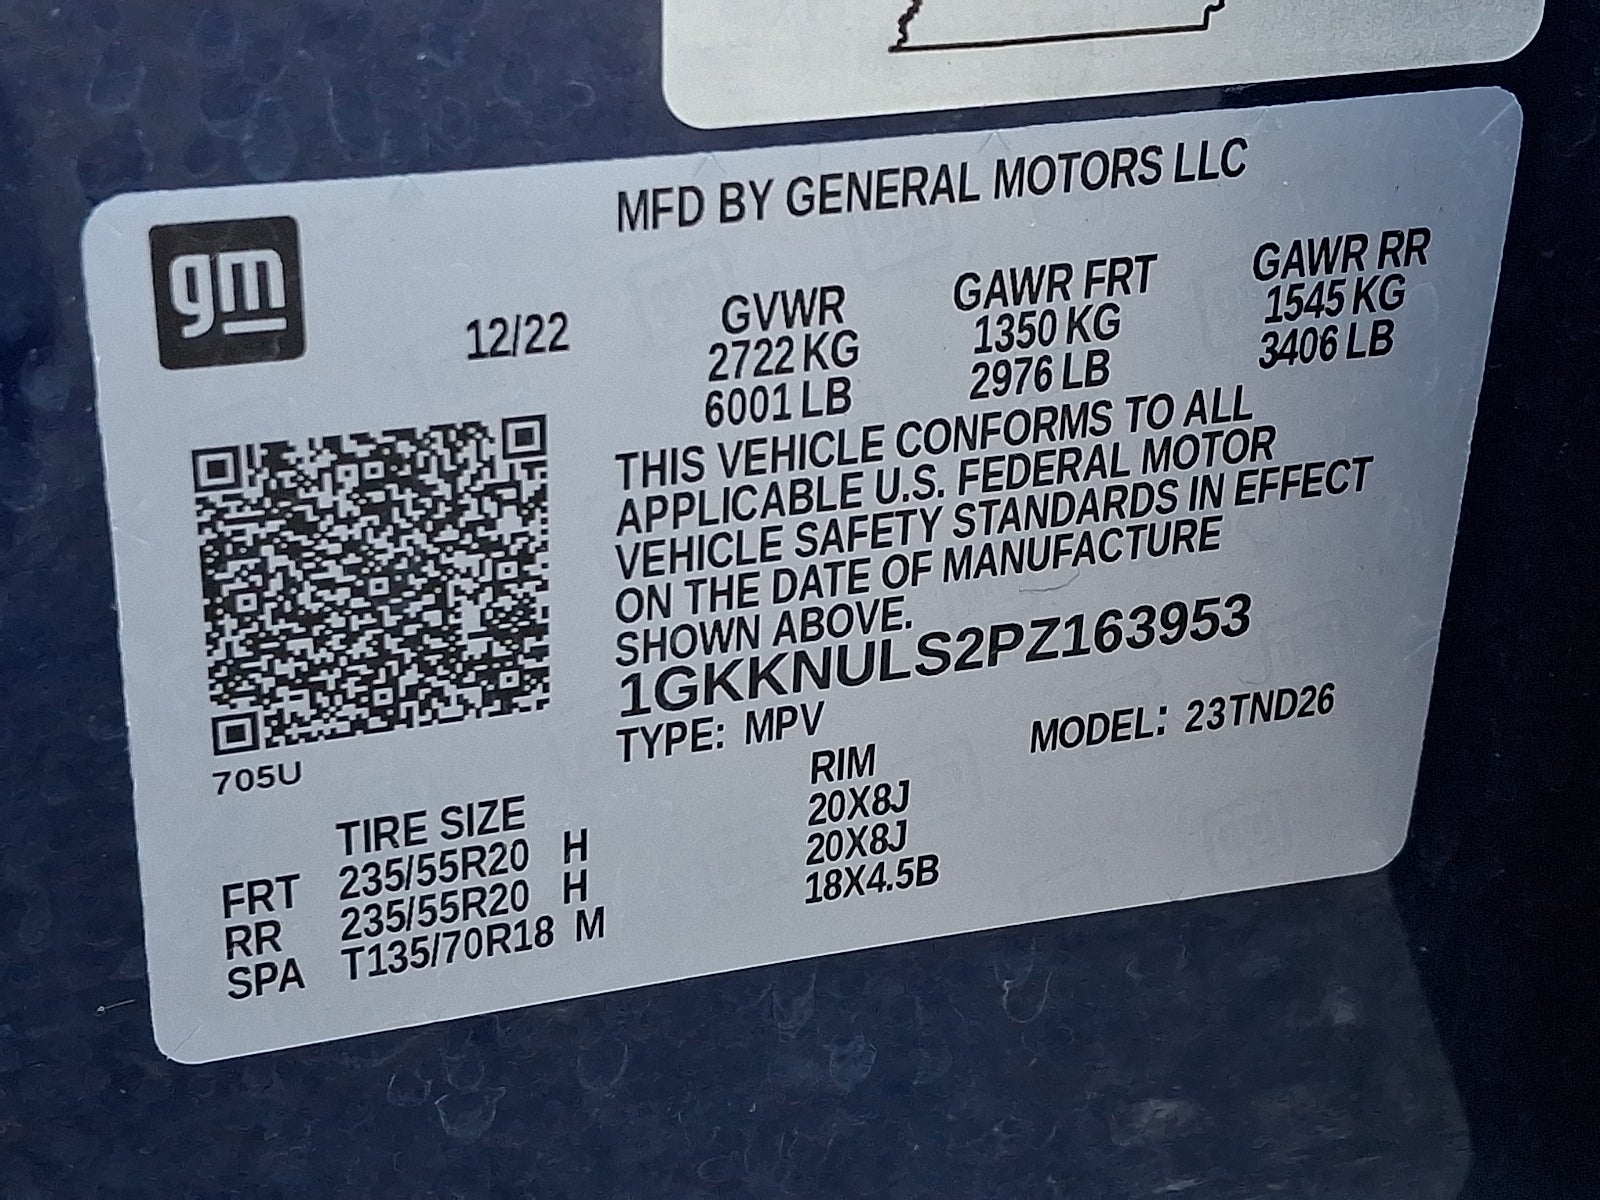 MFD BY GENERAL MOTORS LLC
gm
12/22
GVWR GAWR FRT GAWR RR
2722 KG 1350 KG 1545 KG
6001 LB 2976 LB 3406 LB
THIS VEHICLE CONFORMS TO ALL
APPLICABLE U.S. FEDERAL MOTOR
VEHICLE SAFETY STANDARDS IN EFFECT
ON THE DATE OF MANUFACTURE
SHOWN ABOVE.
1GKKNULS2PZ163953
TYPE: MPV MODEL: 23TND26
705U
TIRE SIZE RIM
FRT 235/55R20 H 20X8J
RR 235/55R20 H 20X8J
SPA T135/70R18 M 18X4.5B